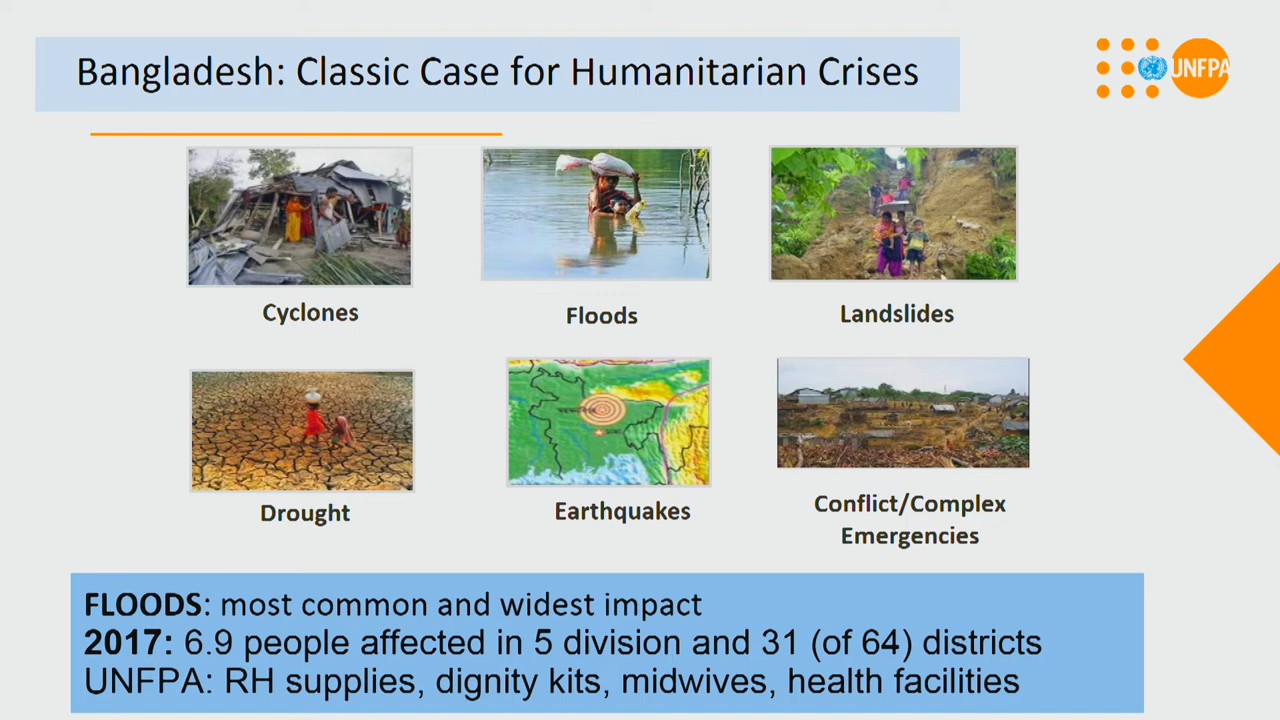 Bangladesh: Classic Case for Humanitarian Crises
UNFPA
Cyclones
Floods
Landslides
Drought
Earthquakes
Conflict/Complex
Emergencies
FLOODS: most common and widest impact
2017: 6.9 people affected in 5 division and 31 (of 64) districts
UNFPA: RH supplies, dignity kits, midwives, health facilities